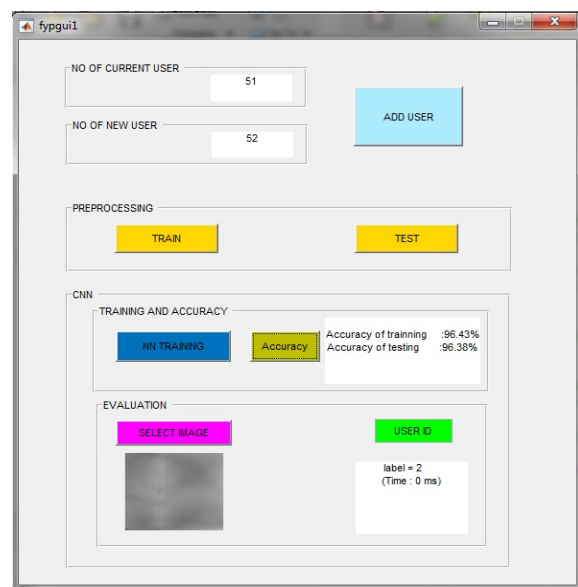 fypgui1
NO OF CURRENT USER
51
ADD USER
NO OF NEW USER
52
PREPROCESSING
TRAIN
TEST
CNN
TRAINING AND ACCURACY
NN TRAINING
Accuracy
Accuracy of trainning :96.43%
Accuracy of testing :96.38%
EVALUATION
SELECT IMAGE
USER ID
label = 2
(Time : 0 ms)